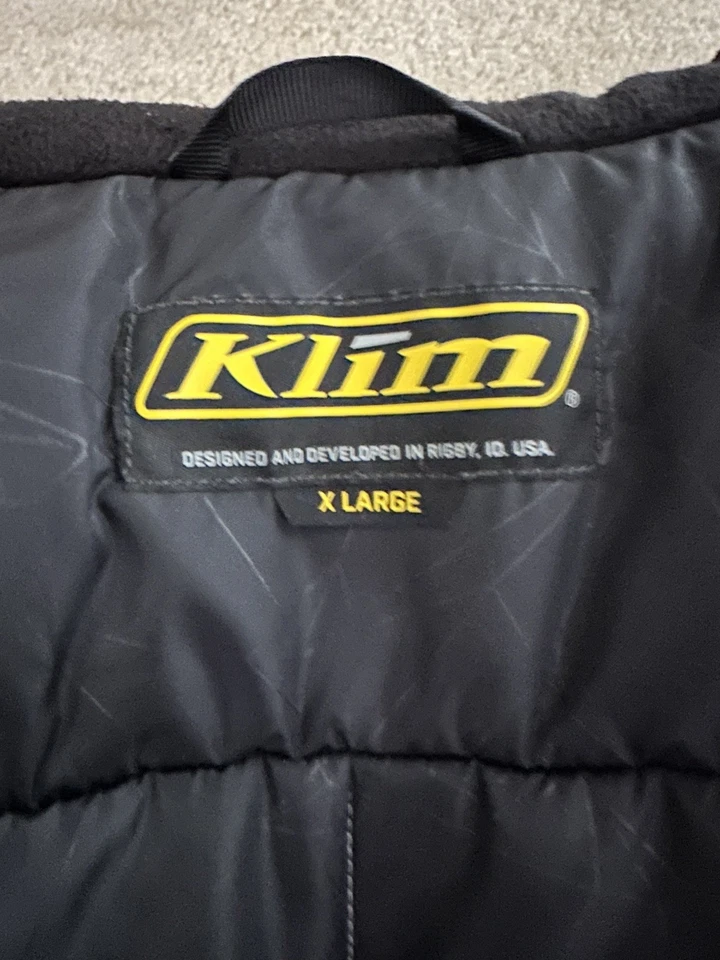 Klim
®
DESIGNED AND DEVELOPED IN RIGBY, ID. USA.
X LARGE